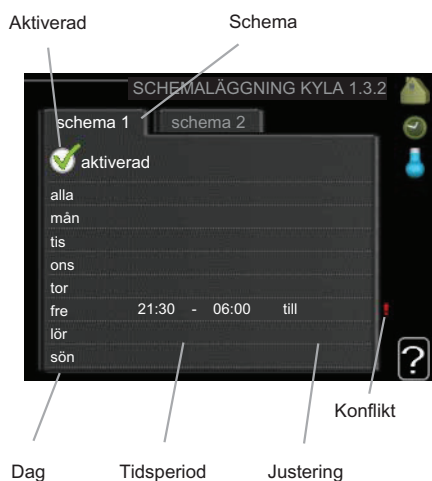 Aktiverad Schema
SCHEMALÄGGNING KYLA 1.3.2
schema 1 schema 2
aktiverad
alla
mån
tis
ons
tor
fre 21:30 - 06:00 till !
lör
sön
?
Konflikt
Dag Tidsperiod Justering